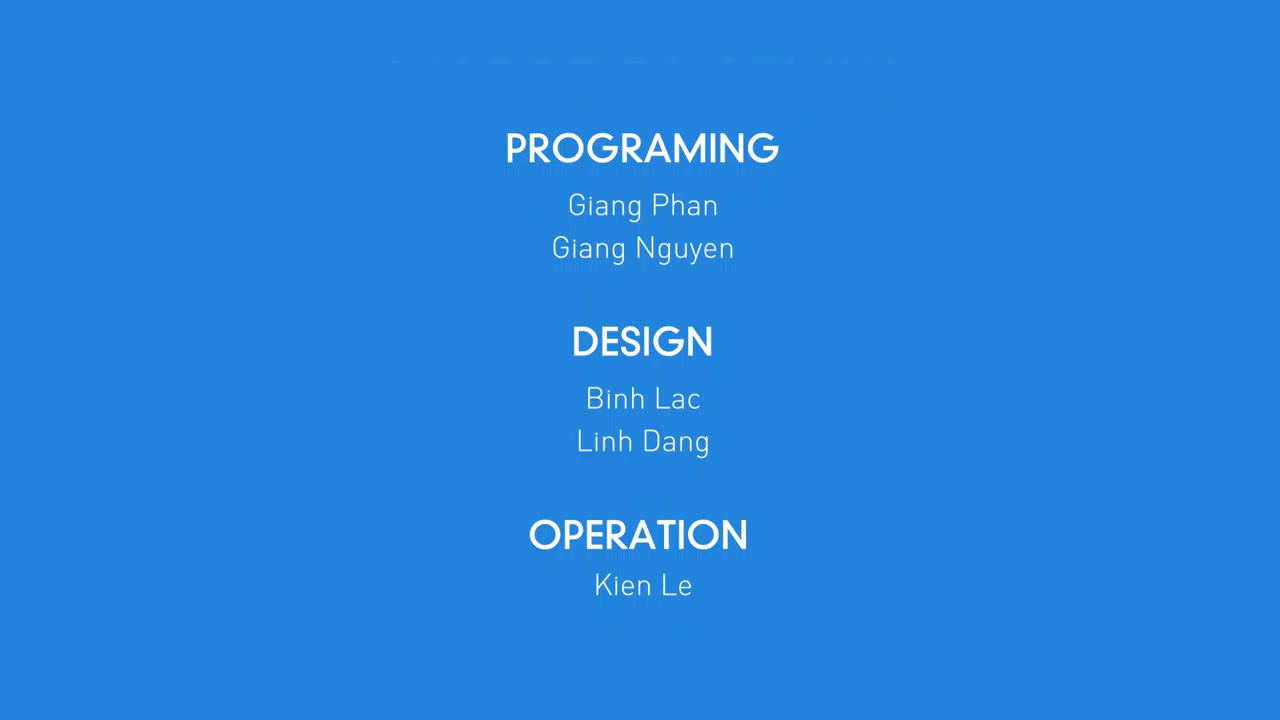 PROGRAMING
Giang Phan
Giang Nguyen
DESIGN
Binh Lac
Linh Dang
OPERATION
Kien Le